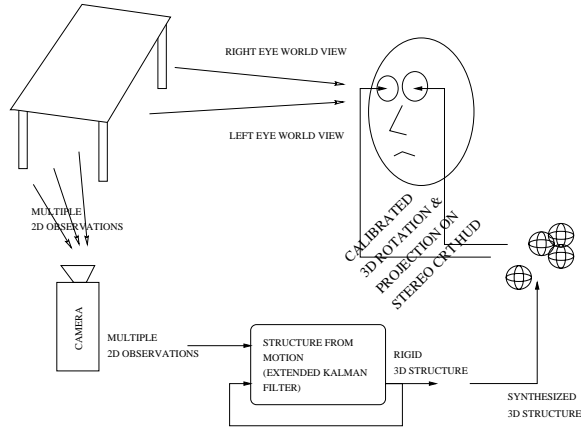 RIGHT EYE WORLD VIEW
LEFT EYE WORLD VIEW
MULTIPLE
2D OBSERVATIONS
CALIBRATED
3D ROTATION &
PROJECTION ON
STEREO CRT HUD
CAMERA
MULTIPLE
2D OBSERVATIONS
STRUCTURE FROM
MOTION
(EXTENDED KALMAN
FILTER)
RIGID
3D STRUCTURE
SYNTHESIZED
3D STRUCTURE